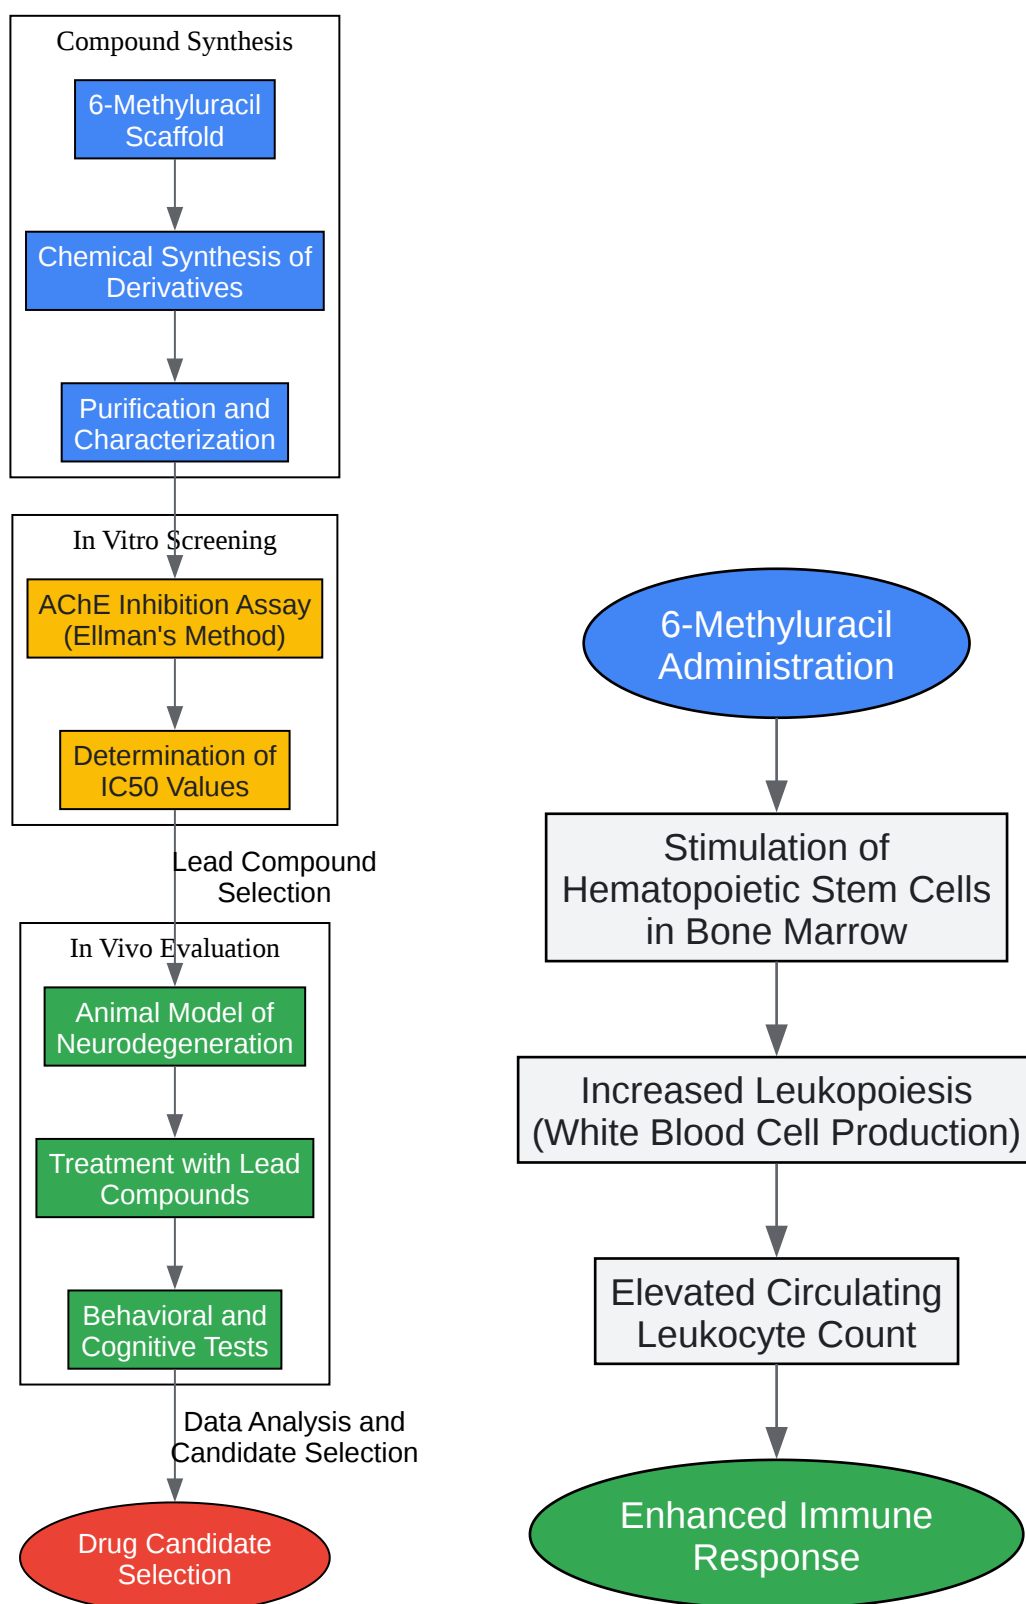 Compound Synthesis
6-Methyluracil
Scaffold
Chemical Synthesis of
Derivatives
Purification and
Characterization
In Vitro Screening
AChE Inhibition Assay
(Ellman's Method)
Determination of
IC50 Values
Lead Compound
Selection
In Vivo Evaluation
Animal Model of
Neurodegeneration
Treatment with Lead
Compounds
Behavioral and
Cognitive Tests
Data Analysis and
Candidate Selection
Drug Candidate
Selection
6-Methyluracil
Administration
Stimulation of
Hematopoietic Stem Cells
in Bone Marrow
Increased Leukopoiesis
(White Blood Cell Production)
Elevated Circulating
Leukocyte Count
Enhanced Immune
Response